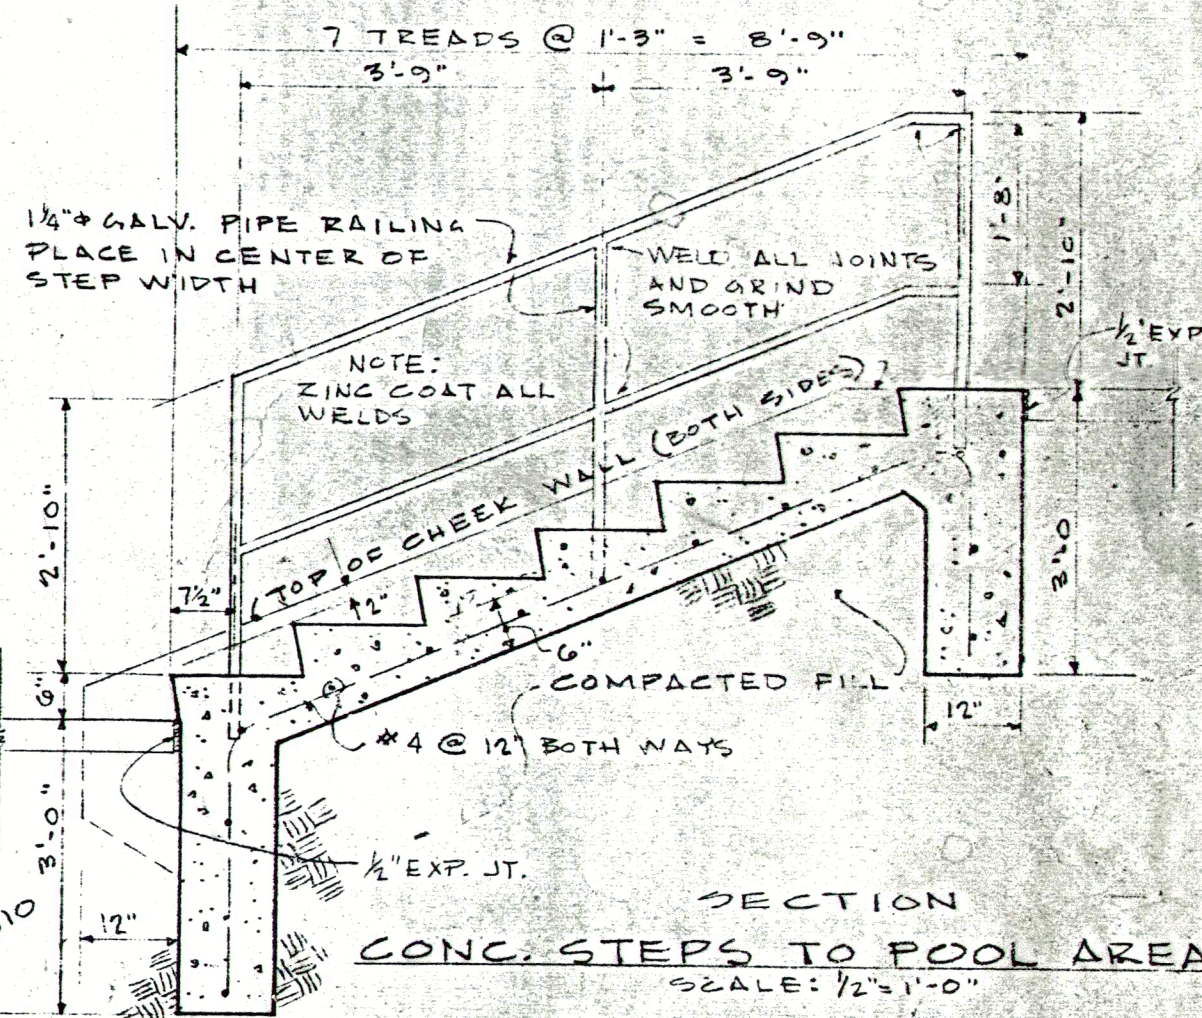 7 TREADS @ 1'-3" = 8'-9"
3'-9" 3'-9"
1¼"ϕ GALV. PIPE RAILING
PLACE IN CENTER OF
STEP WIDTH
WELD ALL JOINTS
AND GRIND
SMOOTH
1'-8"
2'-10"
½" EXP
JT.
NOTE:
ZINC COAT ALL
WELDS
TOP OF CHEEK WALL (BOTH SIDES)
2'-10"
7½"
2"
6"
3'-0
6"
COMPACTED FILL
12"
#4 @ 12" BOTH WAYS
3'-0"
½" EXP. JT.
12"
SECTION
CONC. STEPS TO POOL AREA
SCALE: ½"=1'-0"